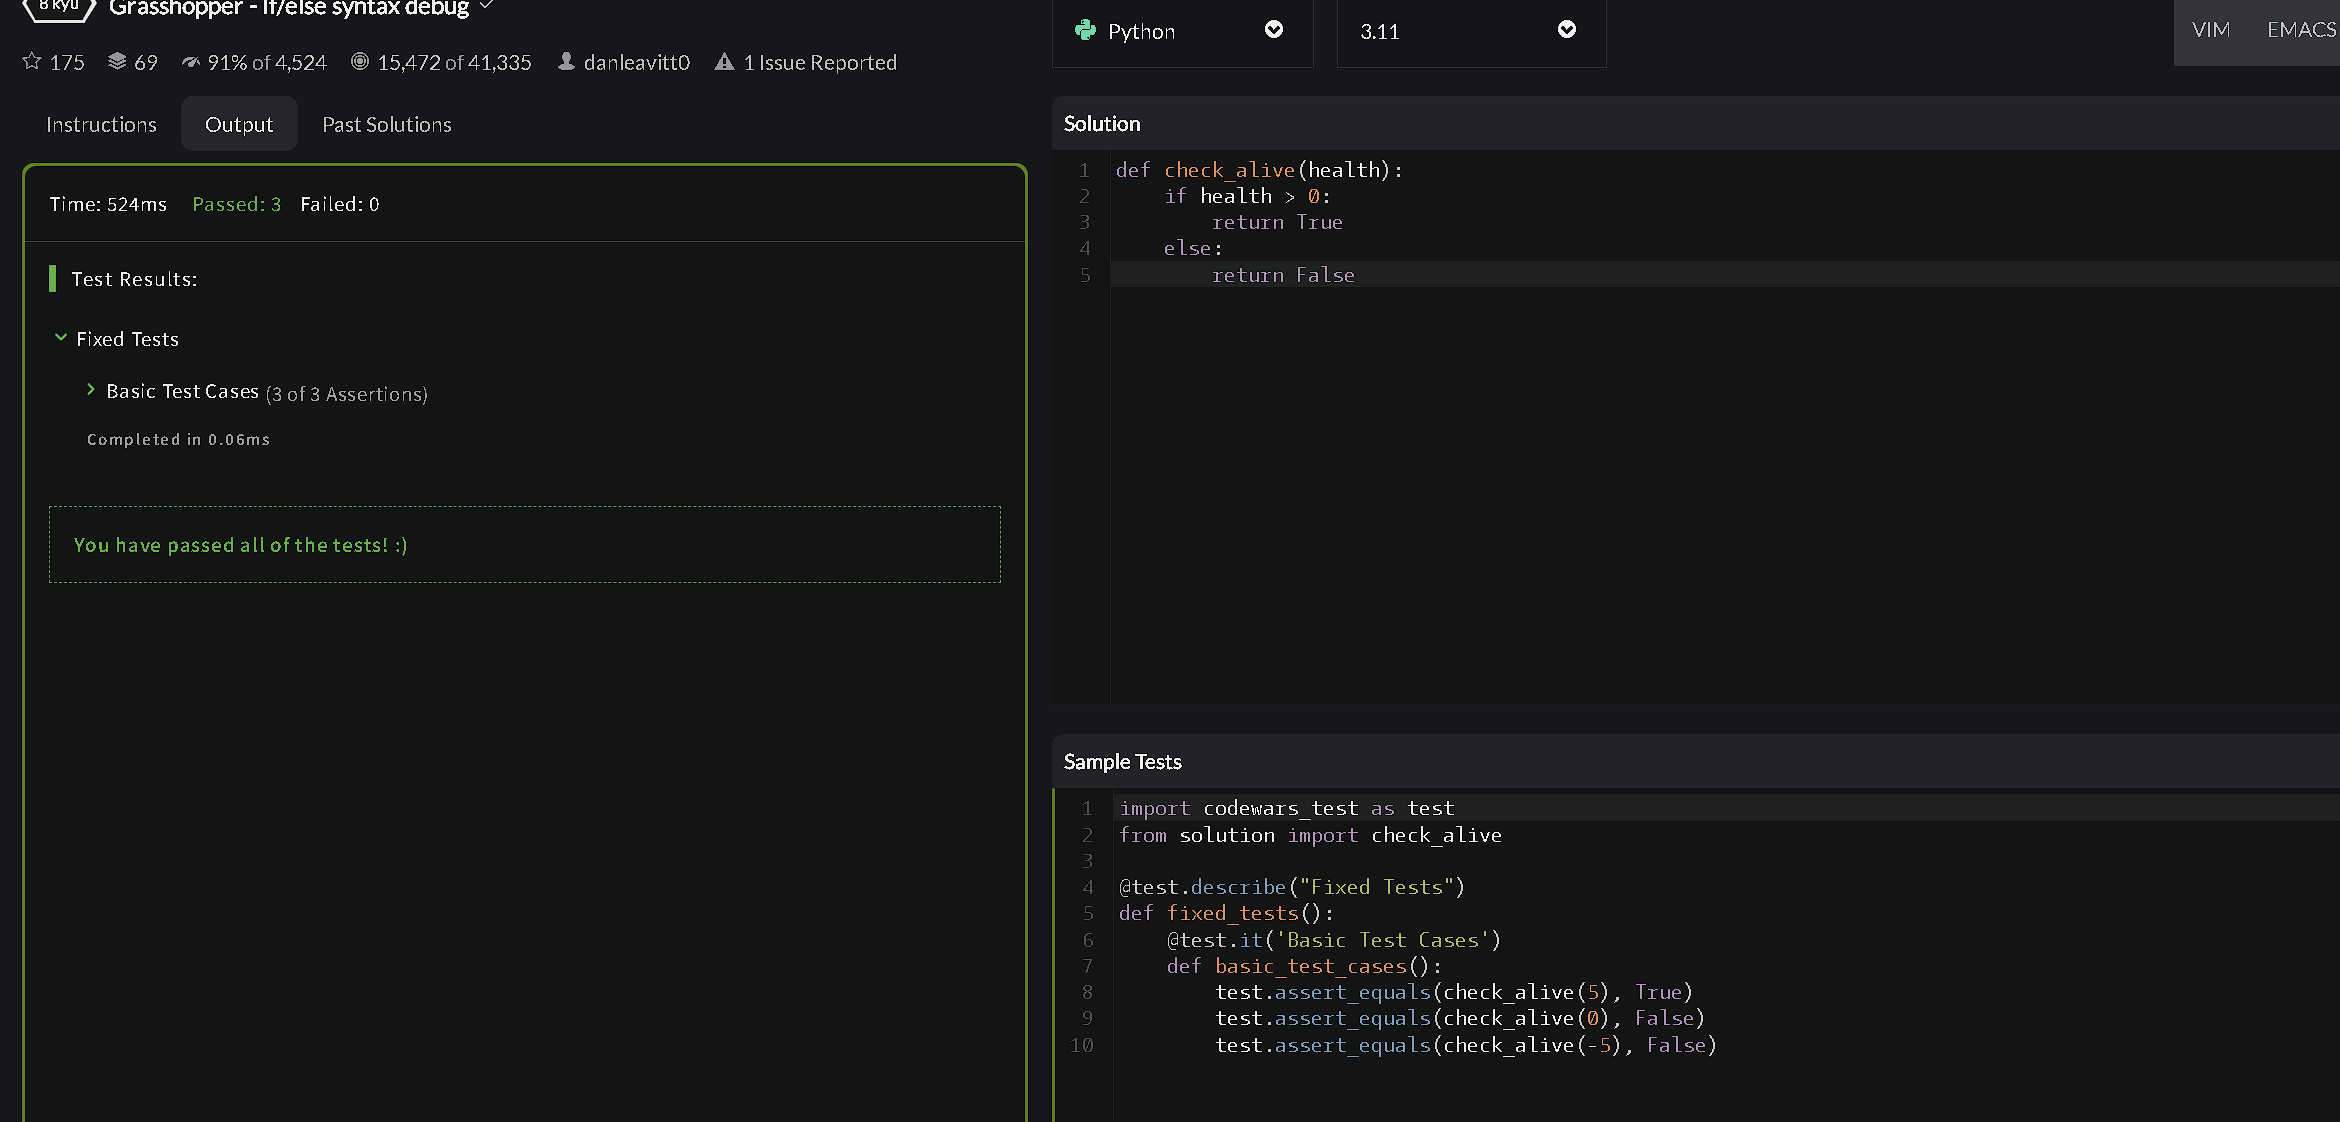 8 kyu Grasshopper - If/else syntax debug
175 69 91% of 4,524 15,472 of 41,335 danleavitt0 1 Issue Reported
Instructions Output Past Solutions
Time: 524ms Passed: 3 Failed: 0
Test Results:
Fixed Tests
Basic Test Cases (3 of 3 Assertions)
Completed in 0.06ms
You have passed all of the tests! :)
Python 3.11 VIM EMACS
Solution
1 def check_alive(health):
2     if health > 0:
3         return True
4     else:
5         return False
Sample Tests
1 import codewars_test as test
2 from solution import check_alive
3
4 @test.describe("Fixed Tests")
5 def fixed_tests():
6     @test.it('Basic Test Cases')
7     def basic_test_cases():
8         test.assert_equals(check_alive(5), True)
9         test.assert_equals(check_alive(0), False)
10         test.assert_equals(check_alive(-5), False)